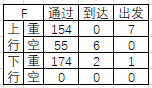 F 通过 到达 出发
上行 重 154 0 7
空 55 6 0
下行 重 174 2 1
空 0 0 0